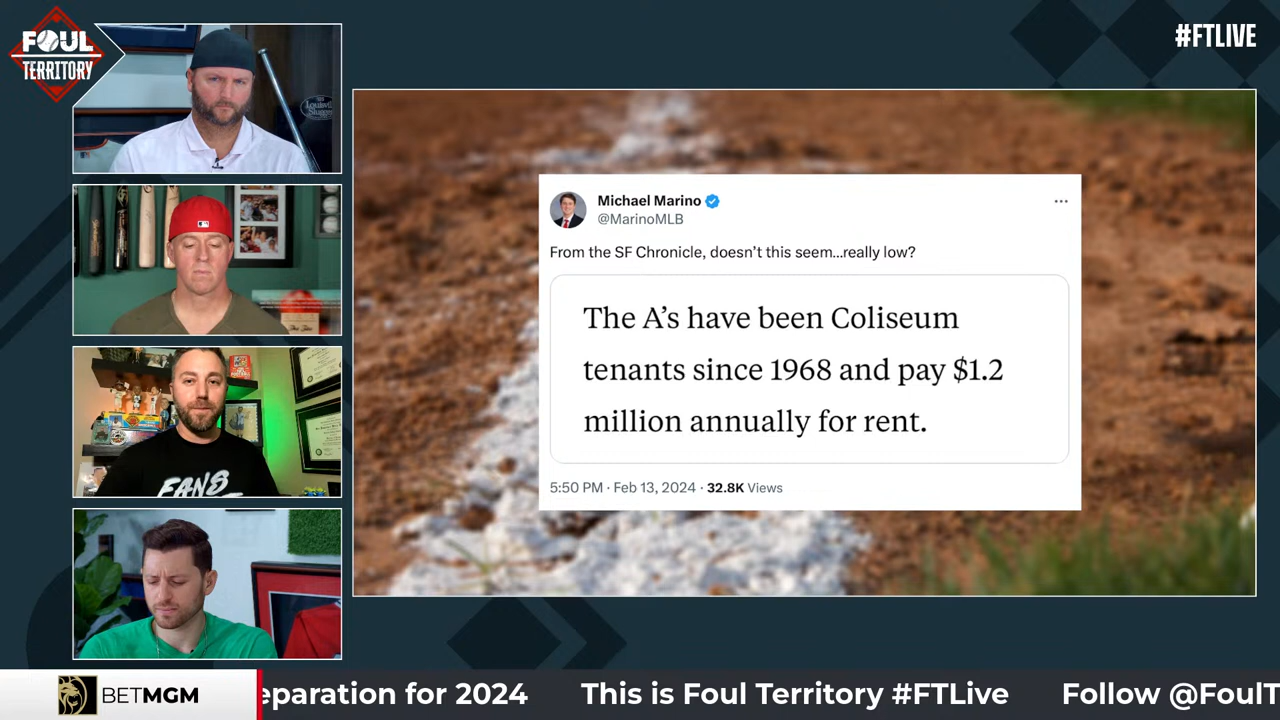 FOUL
TERRITORY
#FTLIVE
Louisville
Slugger
Michael Marino
@MarinoMLB
From the SF Chronicle, doesn't this seem...really low?
The A's have been Coliseum
tenants since 1968 and pay $1.2
million annually for rent.
5:50 PM · Feb 13, 2024 · 32.8K Views
FANS
BETMGM
eparation for 2024 This is Foul Territory #FTLive Follow @FoulT